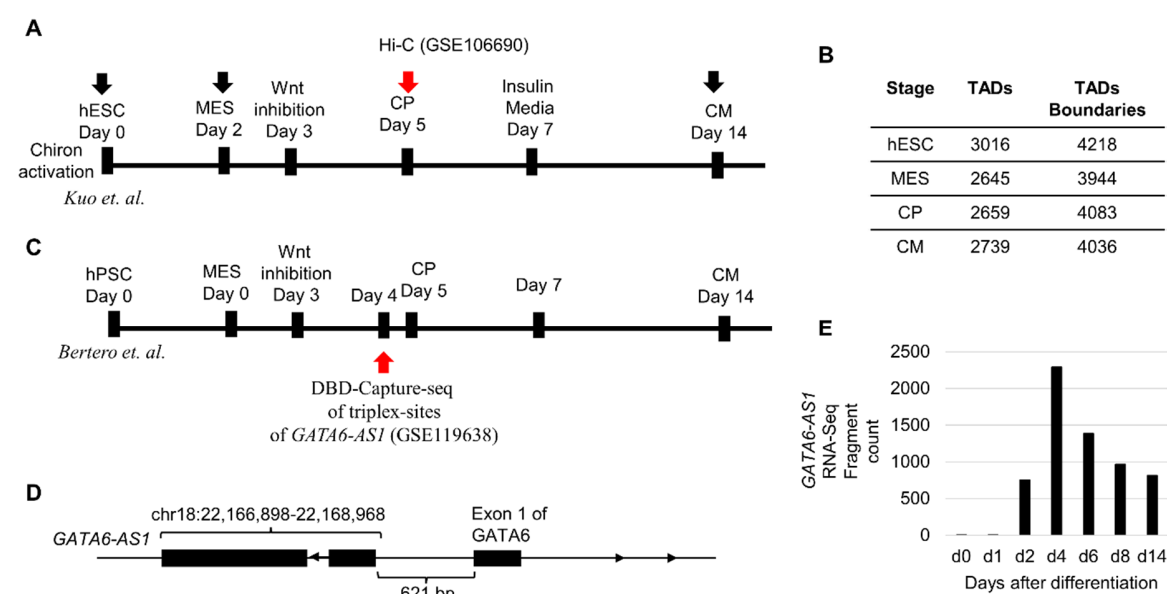 A
Hi-C (GSE106690)
hESC
Day 0
MES
Day 2
Wnt
inhibition
Day 3
CP
Day 5
Insulin
Media
Day 7
CM
Day 14
Chiron
activation
Kuo et. al.
B
Stage TADs TADs
Boundaries
hESC 3016 4218
MES 2645 3944
CP 2659 4083
CM 2739 4036
C
hPSC
Day 0
MES
Day 0
Wnt
inhibition
Day 3
Day 4
CP
Day 5
Day 7
CM
Day 14
Bertero et. al.
DBD-Capture-seq
of triplex-sites
of GATA6-AS1 (GSE119638)
D
chr18:22,166,898-22,168,968
GATA6-AS1
Exon 1 of
GATA6
621 bp
E
GATA6-AS1
RNA-Seq
Fragment
count
2500
2000
1500
1000
500
0
d0 d1 d2 d4 d6 d8 d14
Days after differentiation